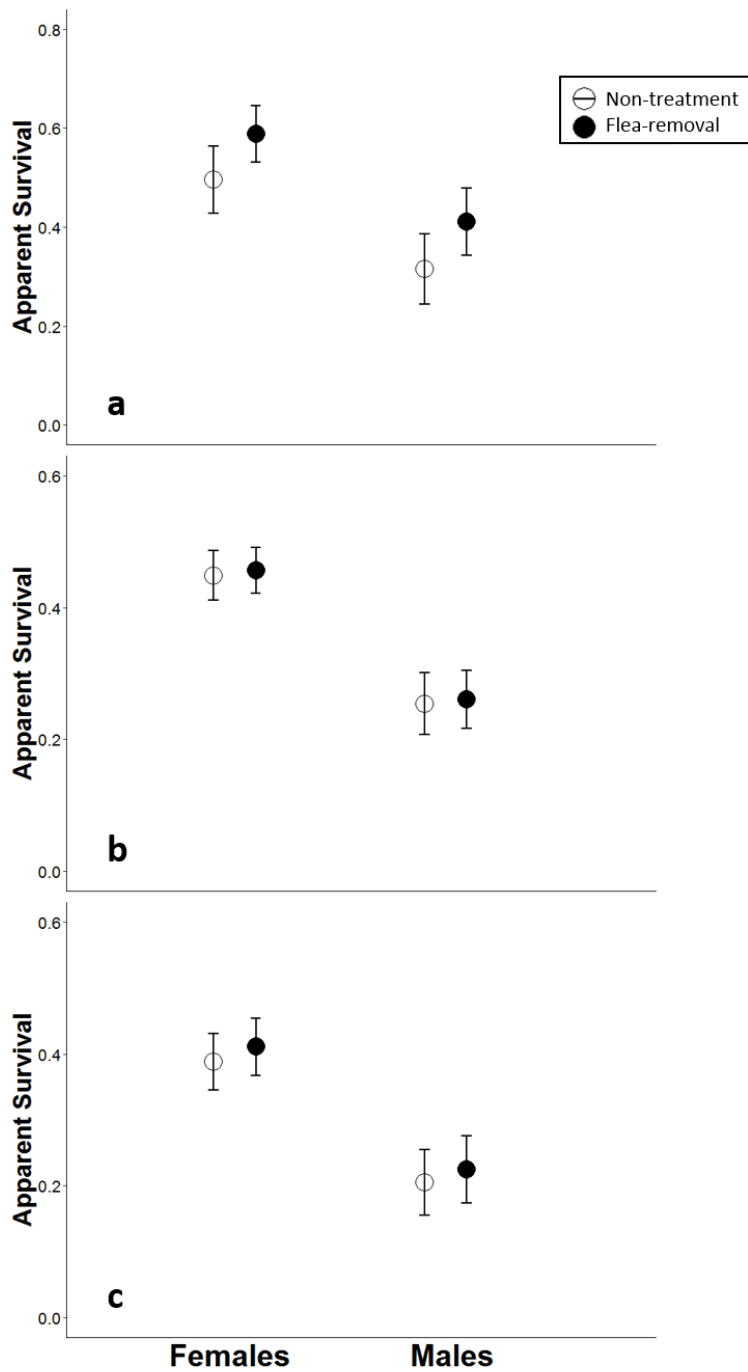 0.8
Non-treatment
Flea-removal
0.6
0.4
0.2
0.0
Apparent Survival
a
0.6
0.4
0.2
0.0
Apparent Survival
b
0.6
0.4
0.2
0.0
Apparent Survival
c
Females Males